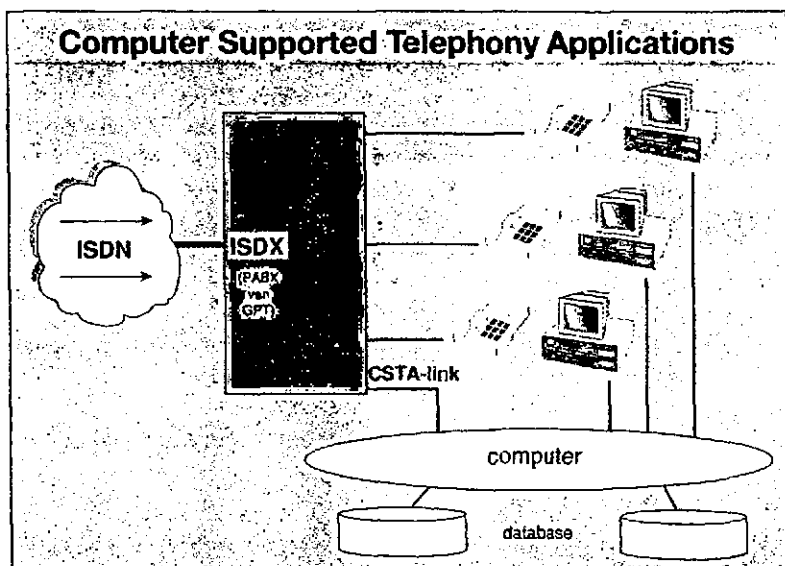 Computer Supported Telephony Applications
ISDN
ISDX
(PABX
van
GPT)
CSTA-link
computer
database